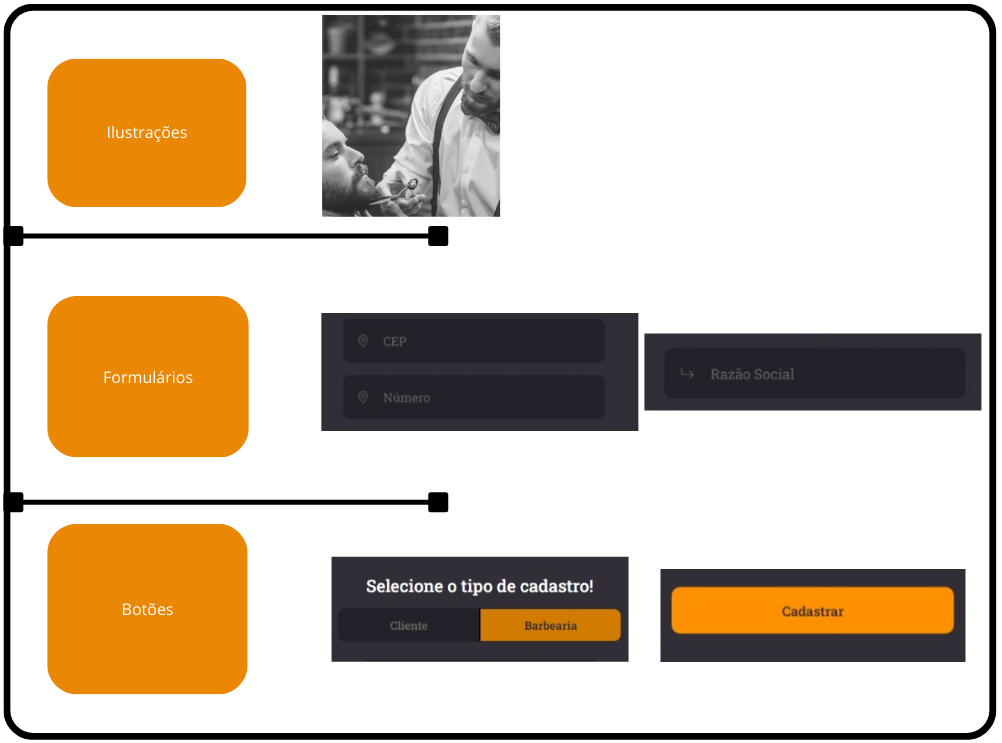 Ilustrações
Formulários
CEP
Número
Razão Social
Botões
Selecione o tipo de cadastro!
Cliente
Barbearia
Cadastrar